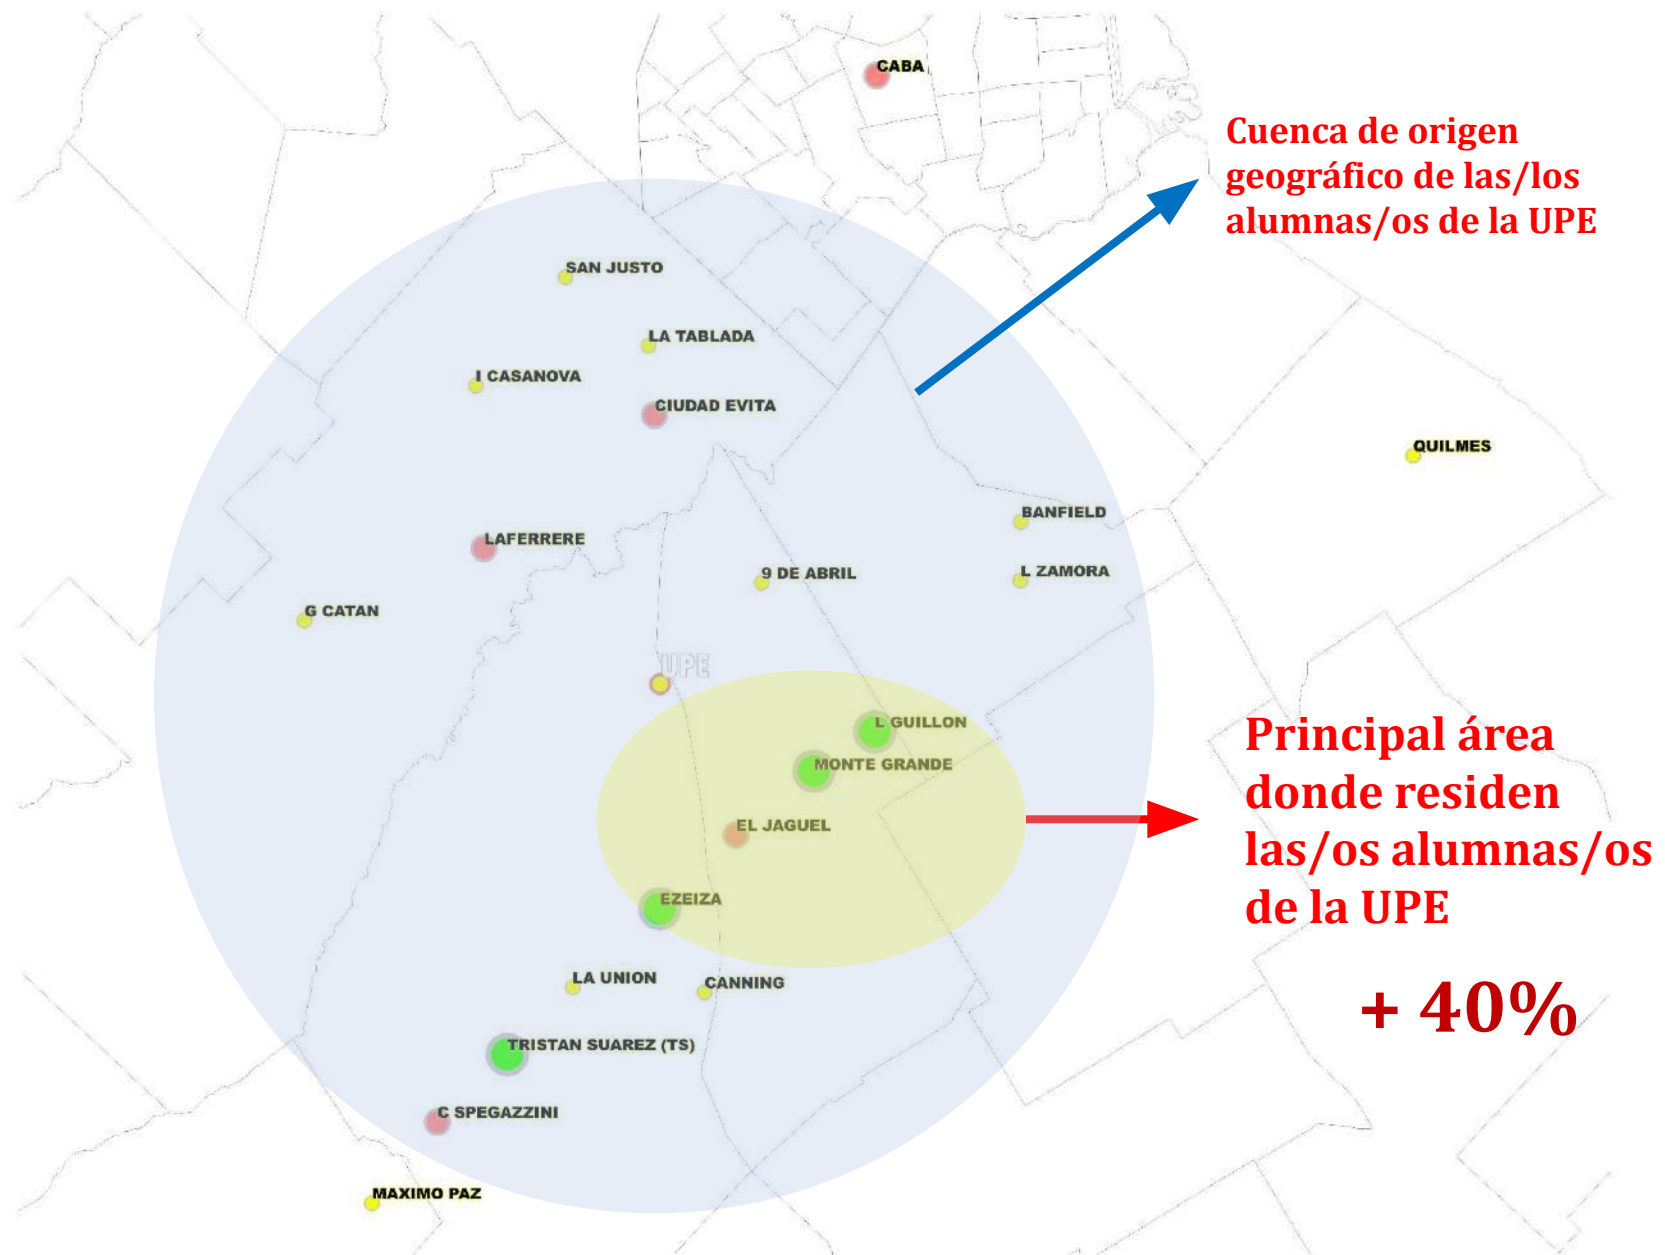 CABA
Cuenca de origen
geográfico de las/los
alumnas/os de la UPE
SAN JUSTO
LA TABLADA
I CASANOVA
CIUDAD EVITA
QUILMES
BANFIELD
LAFERRERE
9 DE ABRIL
L ZAMORA
G CATAN
UPE
L GUILLON
MONTE GRANDE
EL JAGUEL
EZEIZA
Principal área
donde residen
las/os alumnas/os
de la UPE
+ 40%
LA UNION
CANNING
TRISTAN SUAREZ (TS)
C SPEGAZZINI
MAXIMO PAZ